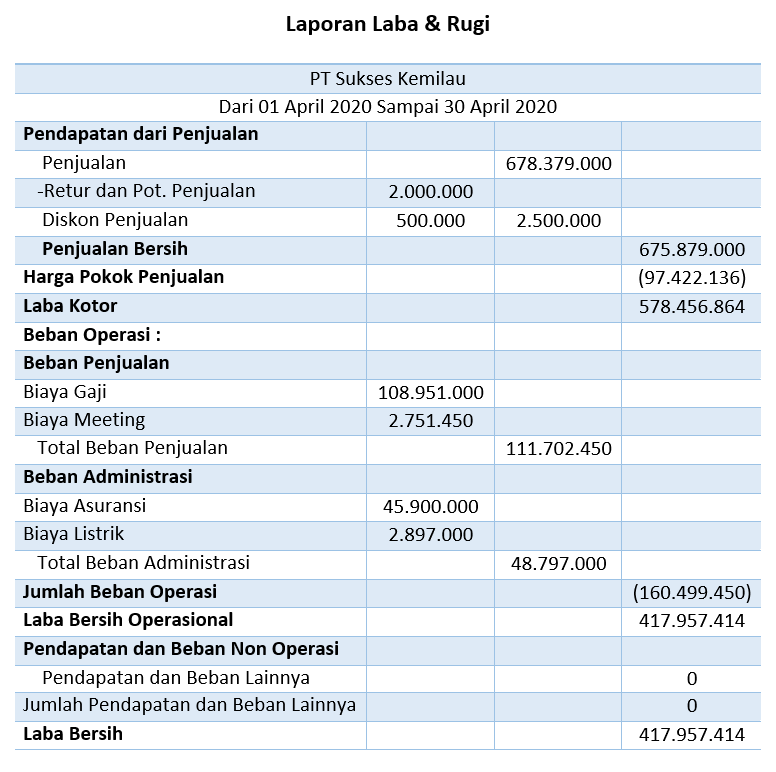 Laporan Laba & Rugi
PT Sukses Kemilau
Dari 01 April 2020 Sampai 30 April 2020
Pendapatan dari Penjualan
Penjualan 678.379.000
-Retur dan Pot. Penjualan 2.000.000
Diskon Penjualan 500.000 2.500.000
Penjualan Bersih 675.879.000
Harga Pokok Penjualan (97.422.136)
Laba Kotor 578.456.864
Beban Operasi :
Beban Penjualan
Biaya Gaji 108.951.000
Biaya Meeting 2.751.450
Total Beban Penjualan 111.702.450
Beban Administrasi
Biaya Asuransi 45.900.000
Biaya Listrik 2.897.000
Total Beban Administrasi 48.797.000
Jumlah Beban Operasi (160.499.450)
Laba Bersih Operasional 417.957.414
Pendapatan dan Beban Non Operasi
Pendapatan dan Beban Lainnya 0
Jumlah Pendapatan dan Beban Lainnya 0
Laba Bersih 417.957.414